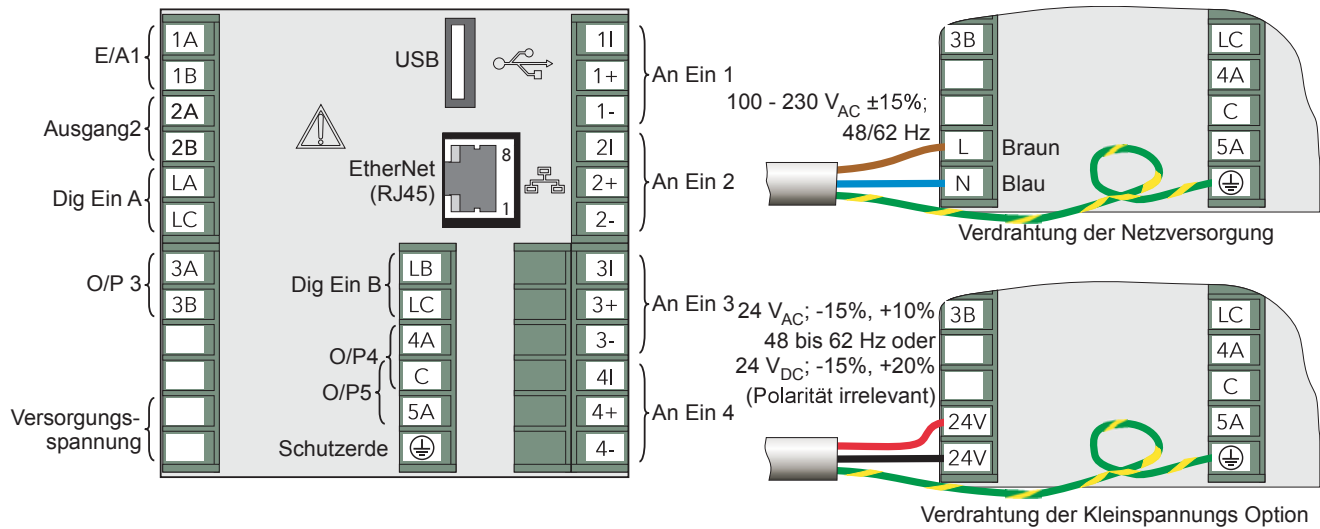 E/A1
1A
1B
Ausgang2
2A
2B
Dig Ein A
LA
LC
O/P 3
3A
3B
Versorgungs-
spannung
USB
EtherNet
(RJ45)
8
1
Dig Ein B
LB
LC
O/P4
4A
C
O/P5
5A
Schutzerde
1I
1+
1-
An Ein 1
2I
2+
2-
An Ein 2
3I
3+
3-
An Ein 3
4I
4+
4-
An Ein 4
100 - 230 VAC ±15%;
48/62 Hz
3B
L
Braun
N
Blau
LC
4A
C
5A
Verdrahtung der Netzversorgung
24 VAC; -15%, +10%
48 bis 62 Hz oder
24 VDC; -15%, +20%
(Polarität irrelevant)
3B
24V
24V
LC
4A
C
5A
Verdrahtung der Kleinspannungs Option